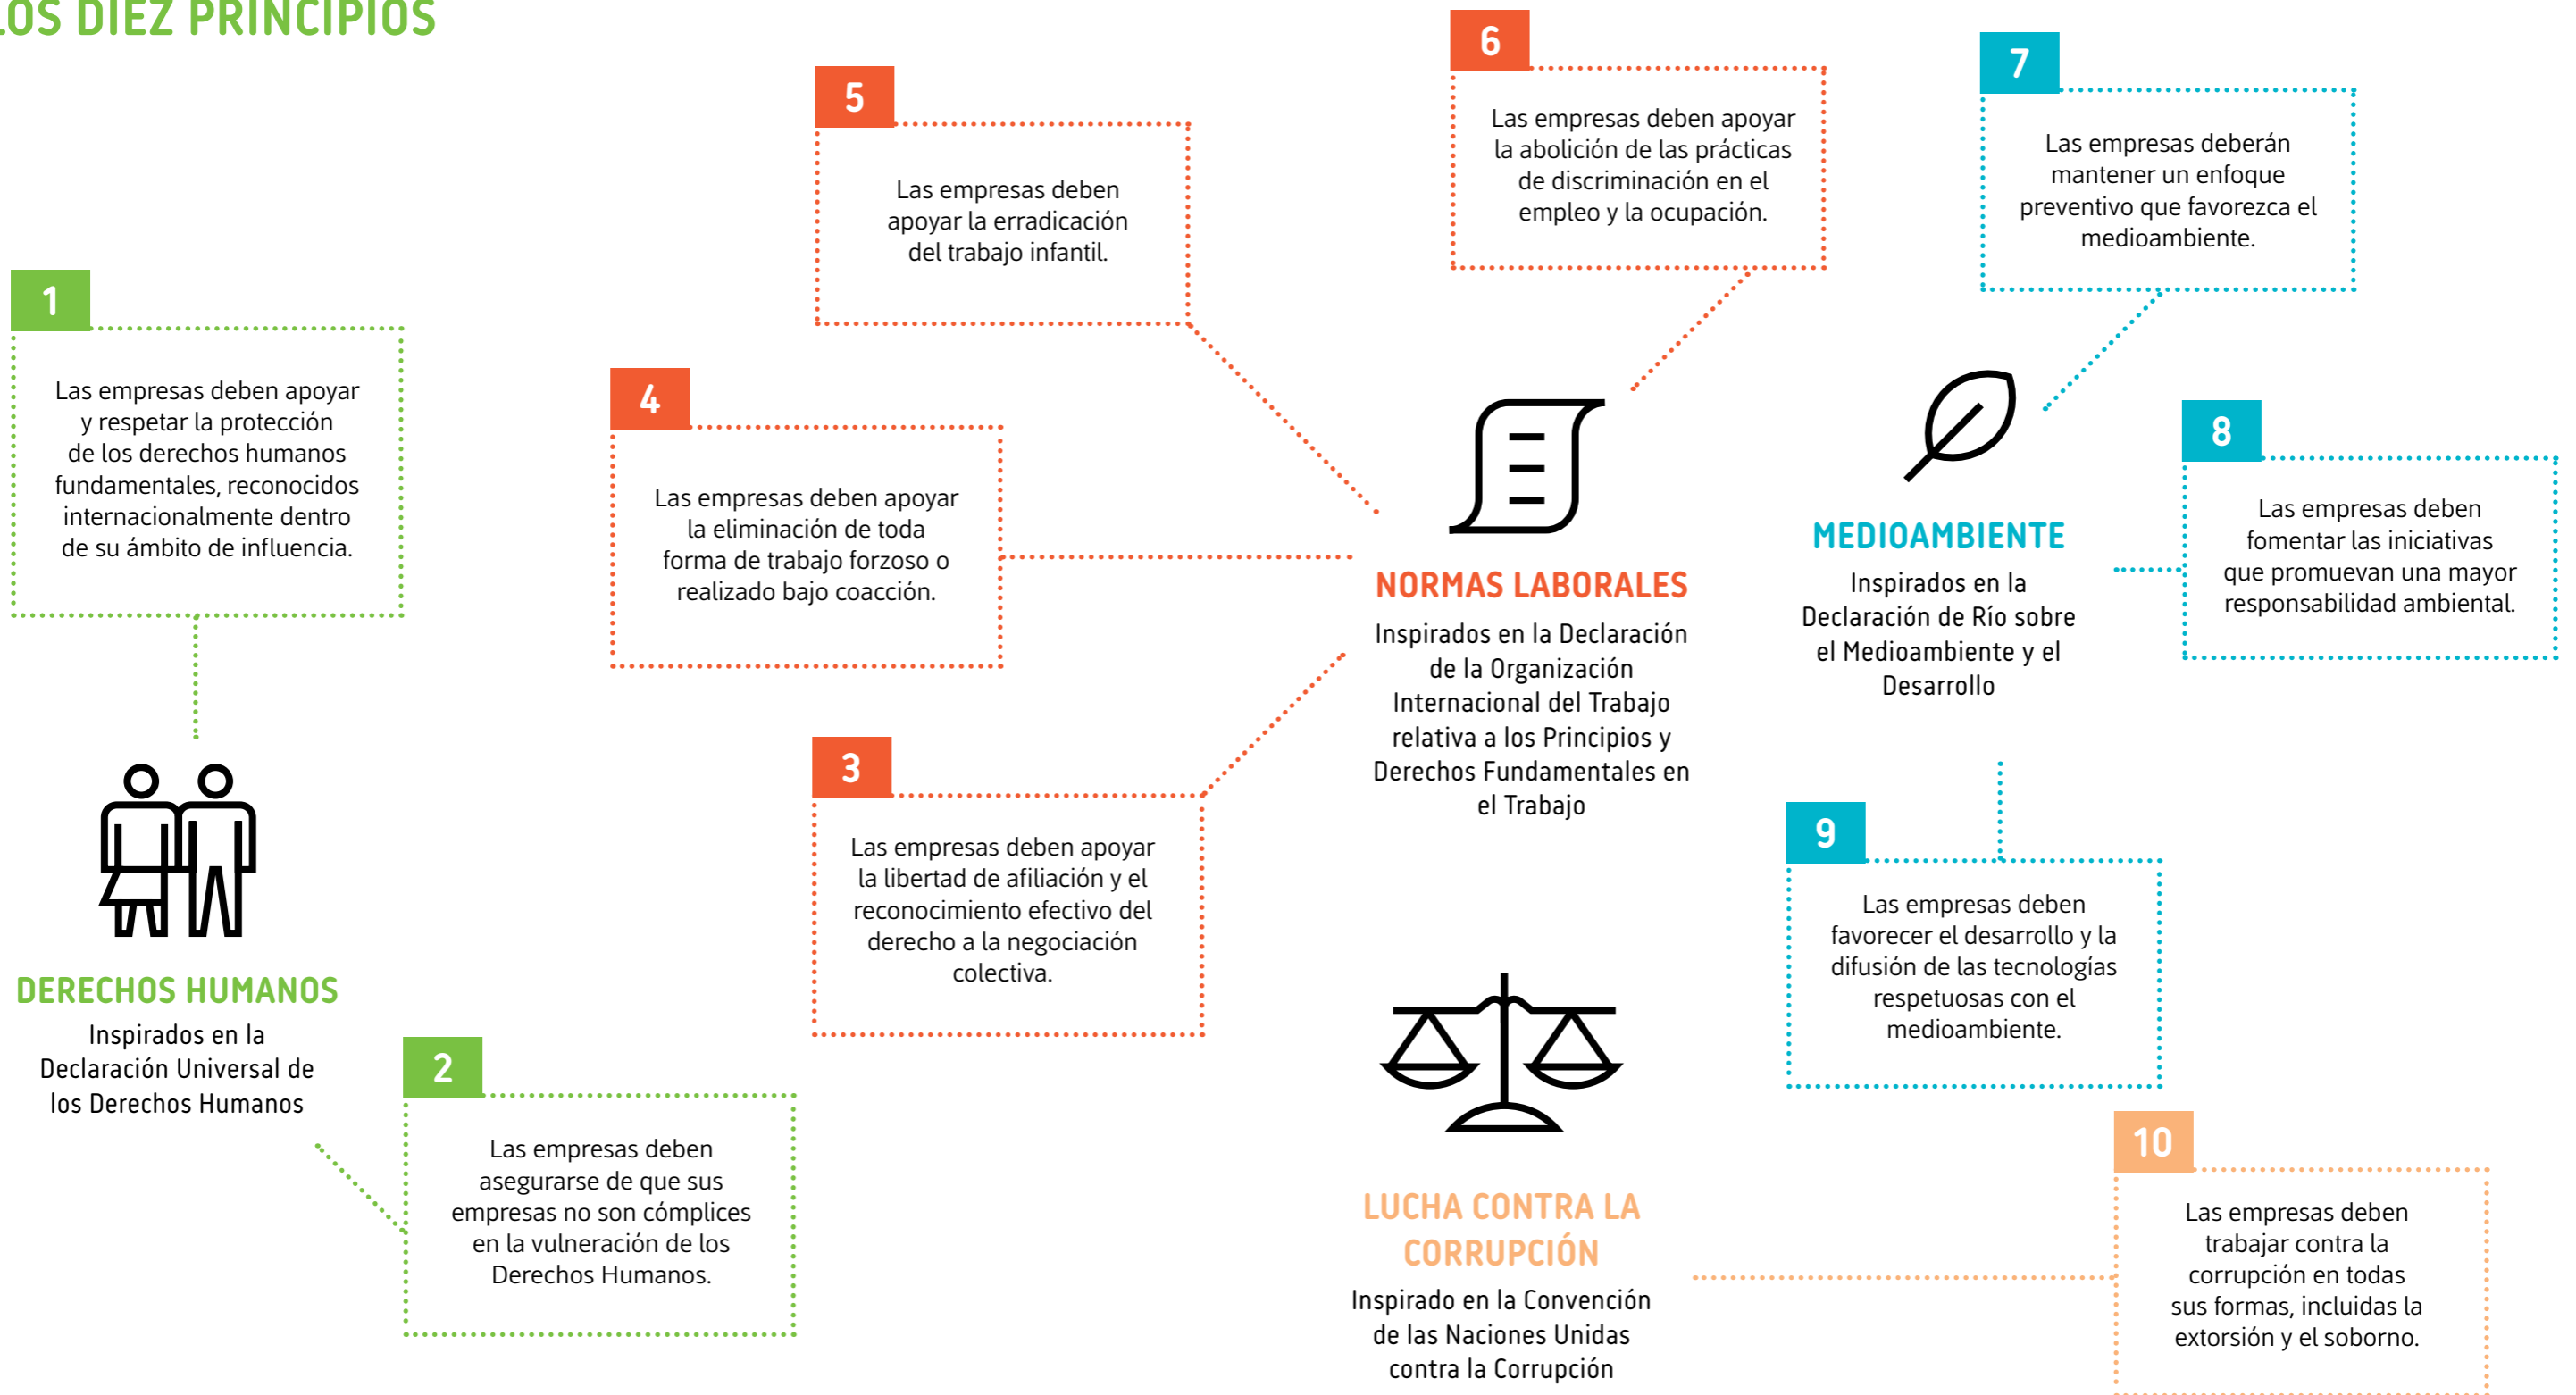 LOS DIEZ PRINCIPIOS
1
Las empresas deben apoyar
y respetar la protección
de los derechos humanos
fundamentales, reconocidos
internacionalmente dentro
de su ámbito de influencia.
DERECHOS HUMANOS
Inspirados en la
Declaración Universal de
los Derechos Humanos
2
Las empresas deben
asegurarse de que sus
empresas no son cómplices
en la vulneración de los
Derechos Humanos.
3
Las empresas deben apoyar
la libertad de afiliación y el
reconocimiento efectivo del
derecho a la negociación
colectiva.
4
Las empresas deben apoyar
la eliminación de toda
forma de trabajo forzoso o
realizado bajo coacción.
5
Las empresas deben
apoyar la erradicación
del trabajo infantil.
6
Las empresas deben apoyar
la abolición de las prácticas
de discriminación en el
empleo y la ocupación.
NORMAS LABORALES
Inspirados en la Declaración
de la Organización
Internacional del Trabajo
relativa a los Principios y
Derechos Fundamentales en
el Trabajo
7
Las empresas deberán
mantener un enfoque
preventivo que favorezca el
medioambiente.
MEDIOAMBIENTE
Inspirados en la
Declaración de Río sobre
el Medioambiente y el
Desarrollo
8
Las empresas deben
fomentar las iniciativas
que promuevan una mayor
responsabilidad ambiental.
9
Las empresas deben
favorecer el desarrollo y la
difusión de las tecnologías
respetuosas con el
medioambiente.
LUCHA CONTRA LA
CORRUPCIÓN
Inspirado en la Convención
de las Naciones Unidas
contra la Corrupción
10
Las empresas deben
trabajar contra la
corrupción en todas
sus formas, incluidas la
extorsión y el soborno.